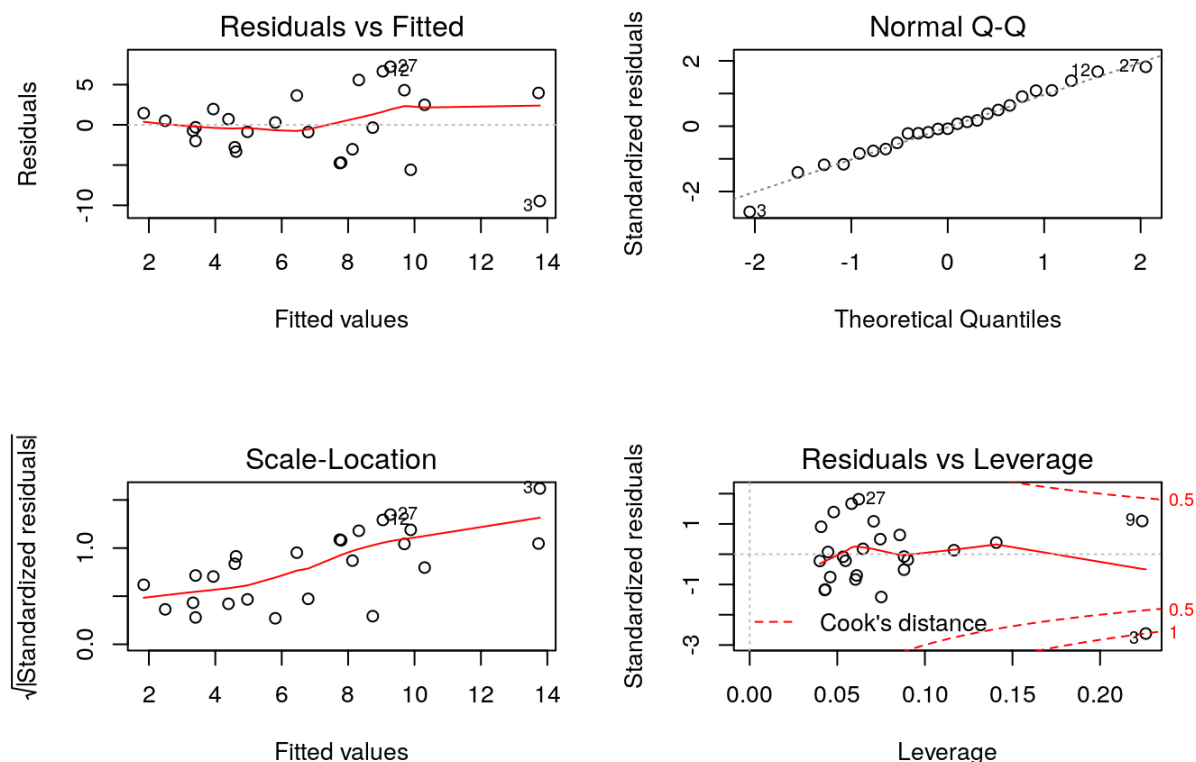 Residuals vs Fitted
Residuals
5
0
-10
27
12
3
2 4 6 8 10 12 14
Fitted values
Normal Q-Q
Standardized residuals
2
0
-2
12
27
3
-2 -1 0 1 2
Theoretical Quantiles
Scale-Location
√|Standardized residuals|
1.0
0.0
3
27
12
2 4 6 8 10 12 14
Fitted values
Residuals vs Leverage
Standardized residuals
1
-1
-3
27
9
3
0.5
0.5
1
Cook's distance
0.00 0.05 0.10 0.15 0.20
Leverage